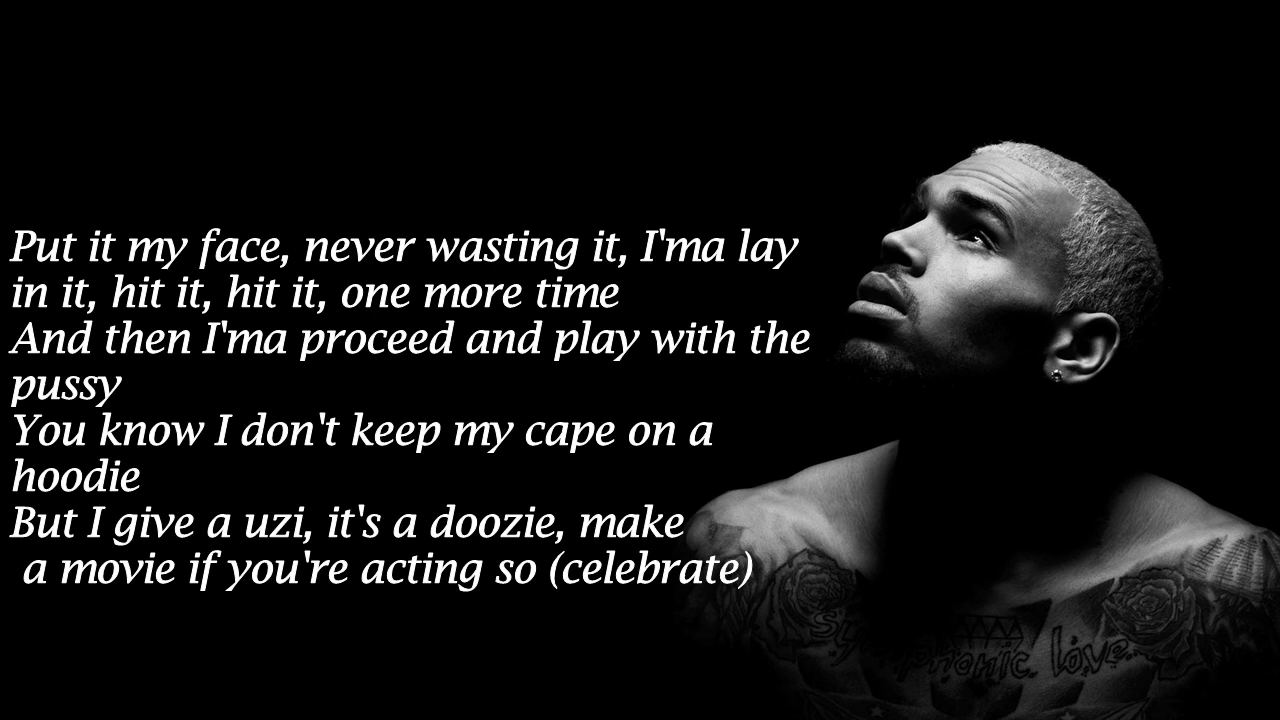 Put it my face, never wasting it, I'ma lay
in it, hit it, hit it, one more time
And then I'ma proceed and play with the
pussy
You know I don't keep my cape on a
hoodie
But I give a uzi, it's a doozie, make
a movie if you're acting so (celebrate)
love